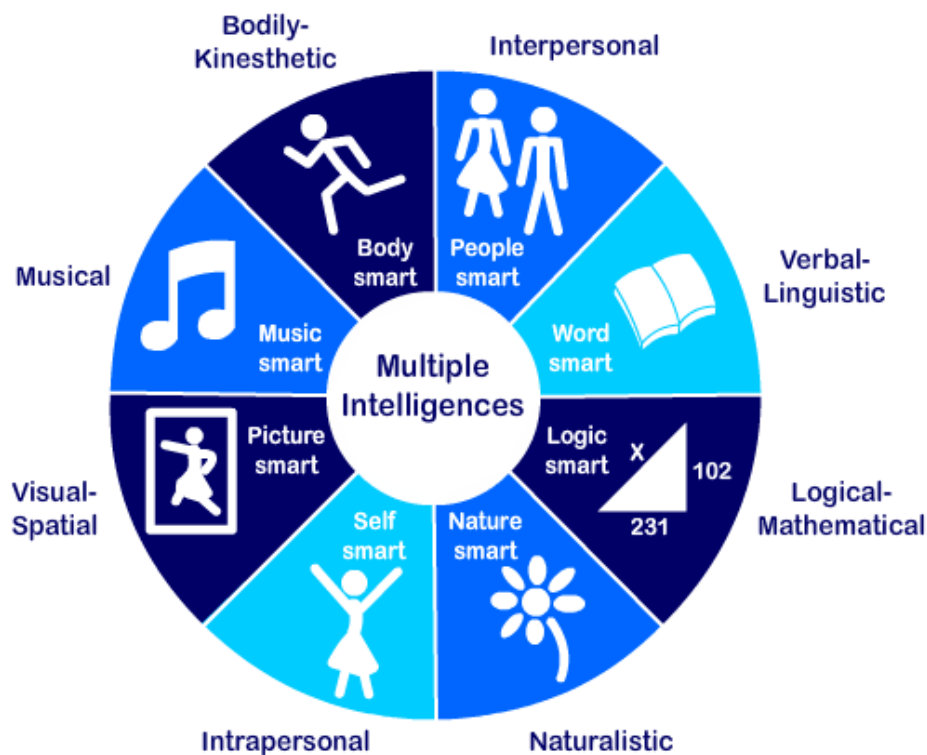 Bodily-
Kinesthetic
Interpersonal
Body
smart
People
smart
Musical
Music
smart
Verbal-
Linguistic
Word
smart
Multiple
Intelligences
Visual-
Spatial
Picture
smart
Logic
smart
X
102
231
Logical-
Mathematical
Self
smart
Nature
smart
Intrapersonal
Naturalistic